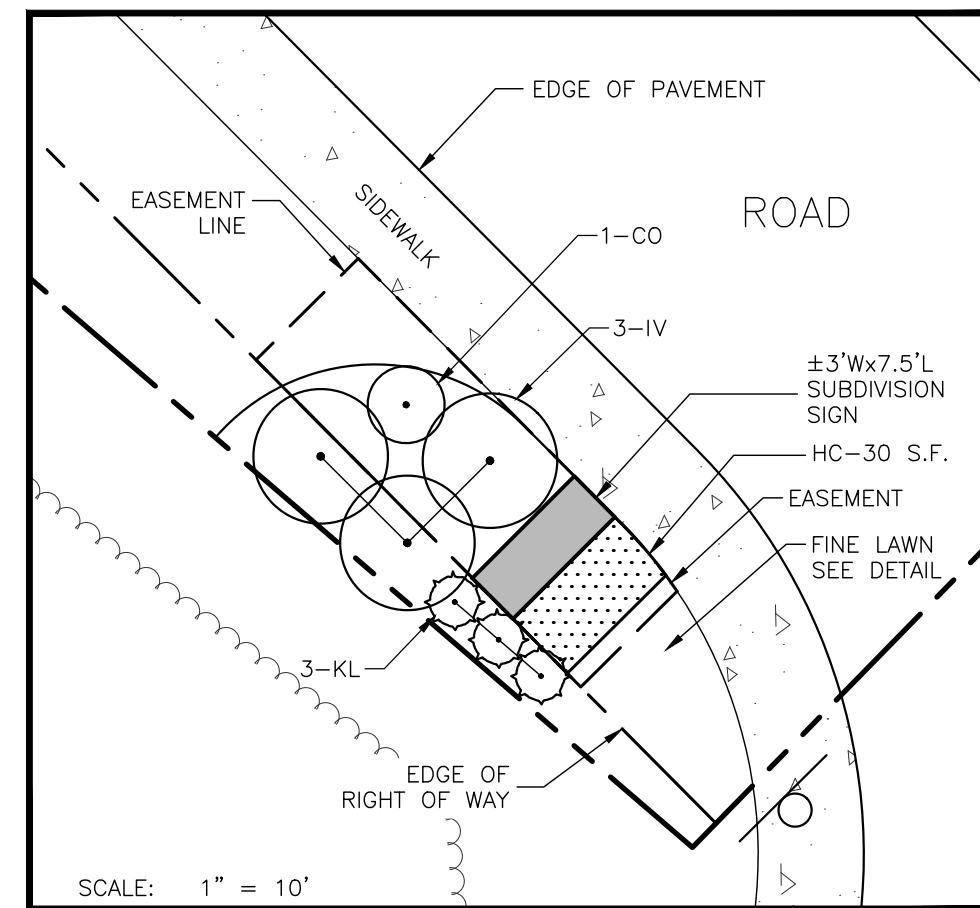 EDGE OF PAVEMENT
EASEMENT
LINE
SIDEWALK
ROAD
1-CO
3-IV
±3'Wx7.5'L
SUBDIVISION
SIGN
HC-30 S.F.
EASEMENT
FINE LAWN
SEE DETAIL
3-KL
EDGE OF
RIGHT OF WAY
SCALE: 1" = 10'